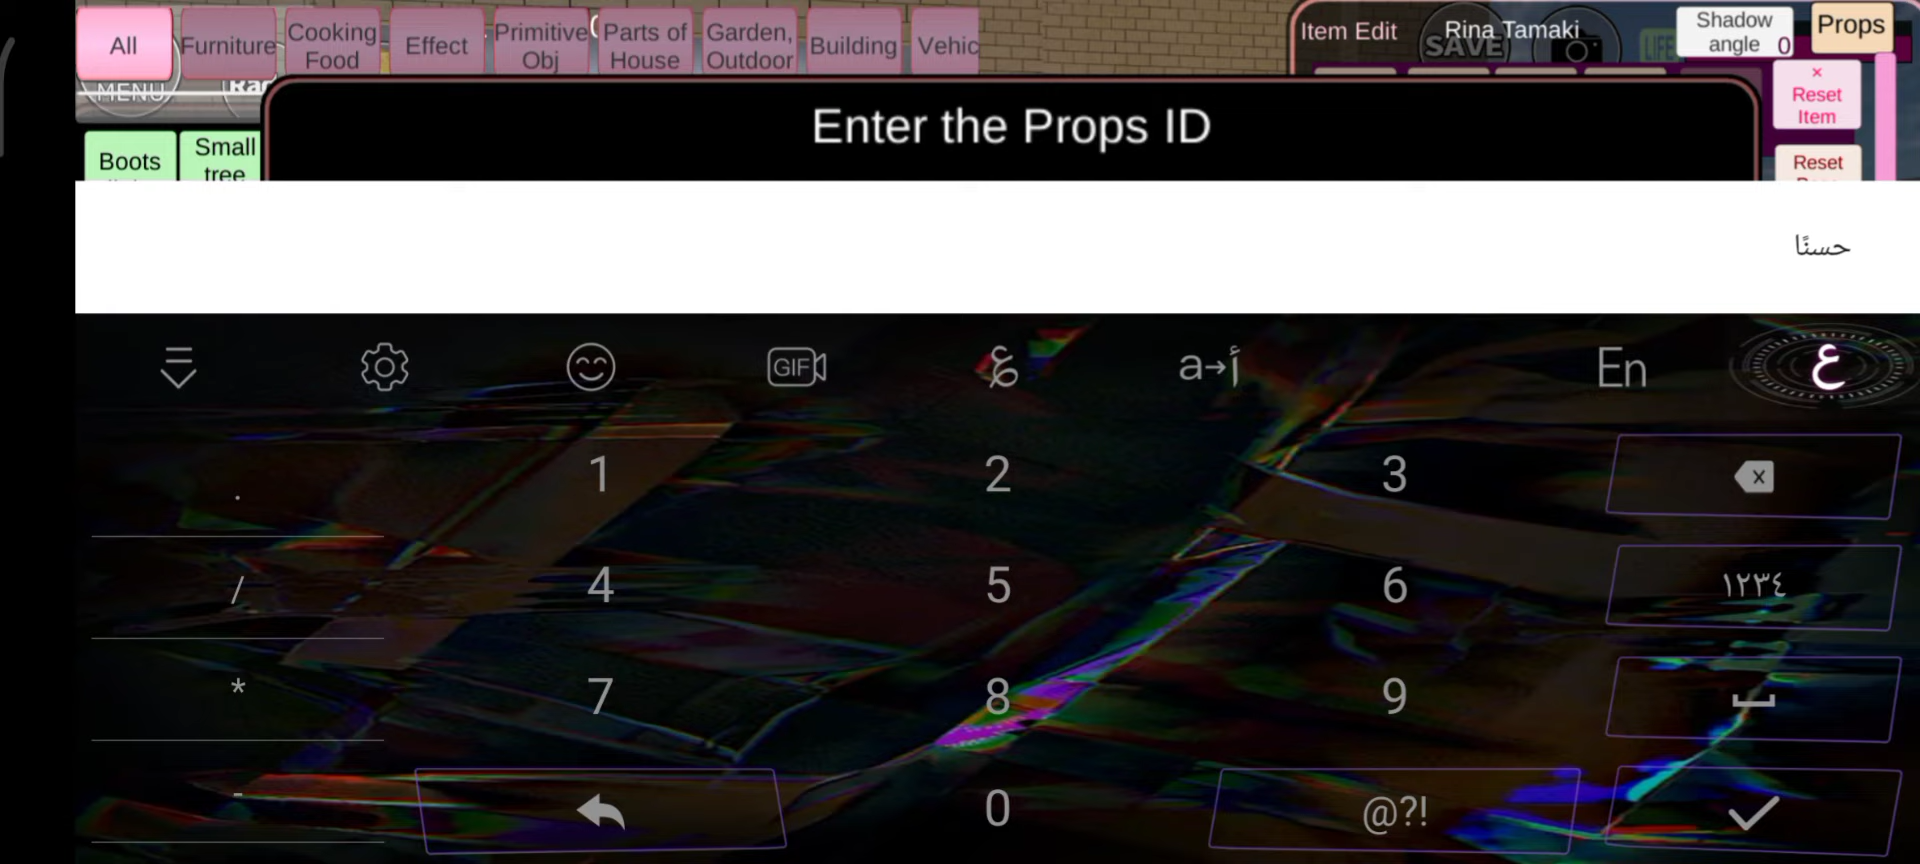 All
Furniture
Cooking
Food
Effect
Primitive
Obj
Parts of
House
Garden,
Outdoor
Building
Vehic
Item Edit
Rina Tamaki
SAVE
LIFE
Shadow
angle 0
Props
MENU
× Reset
Item
Reset
Boots
Small
tree
Enter the Props ID
حسنًا
GIF
ع
a→أ
En
ع
. 1 2 3
/ 4 5 6 ١٢٣٤
* 7 8 9
- 0 @?!